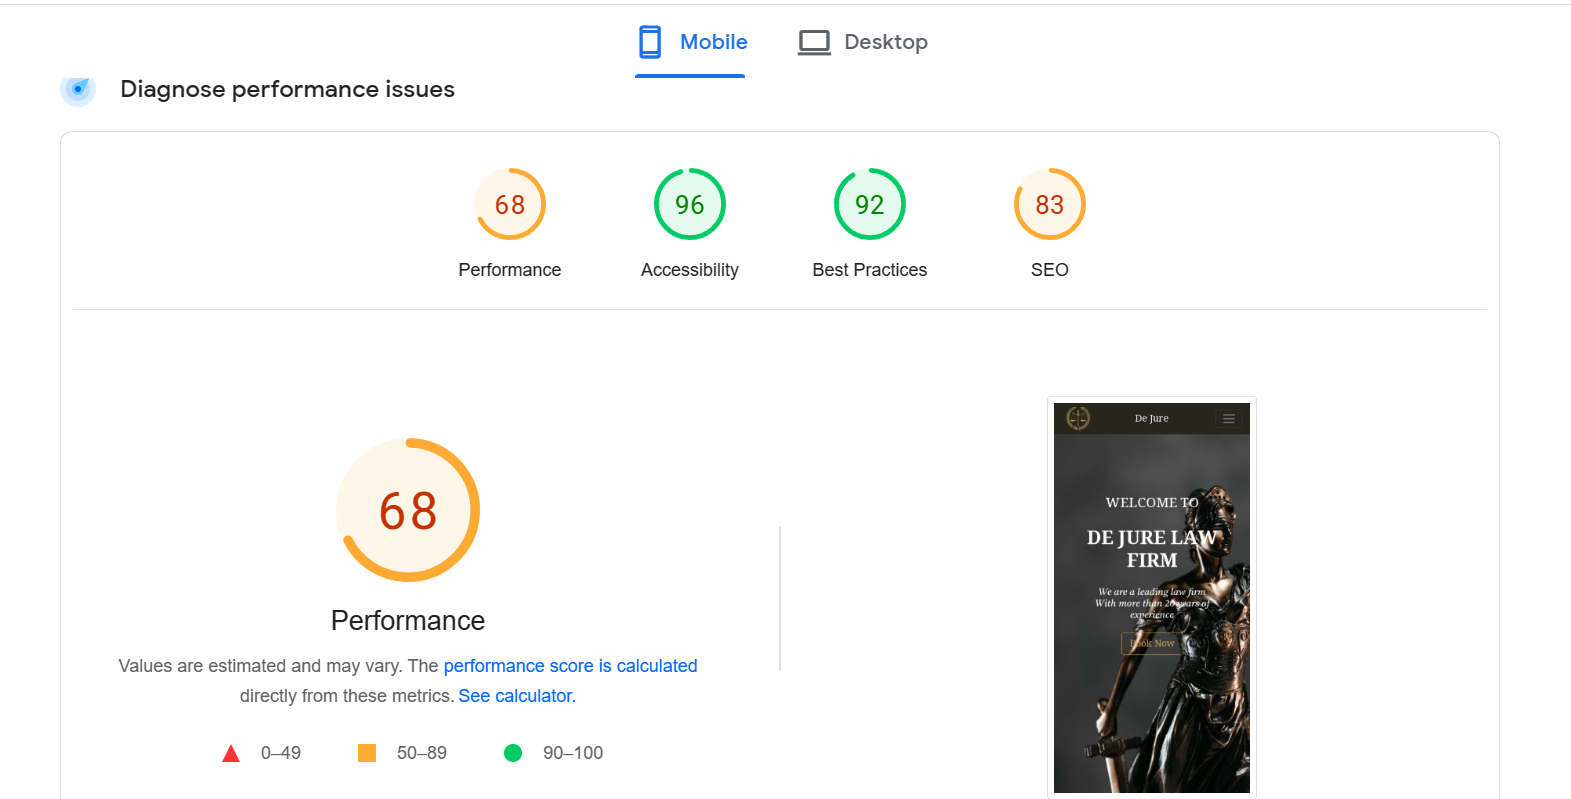 Mobile
Desktop
Diagnose performance issues
68
96
92
83
Performance
Accessibility
Best Practices
SEO
68
Performance
Values are estimated and may vary. The performance score is calculated
directly from these metrics. See calculator.
0–49
50–89
90–100
De Jure
WELCOME TO
DE JURE LAW
FIRM
We are a leading law firm
With more than 20 years of
experience
Book Now